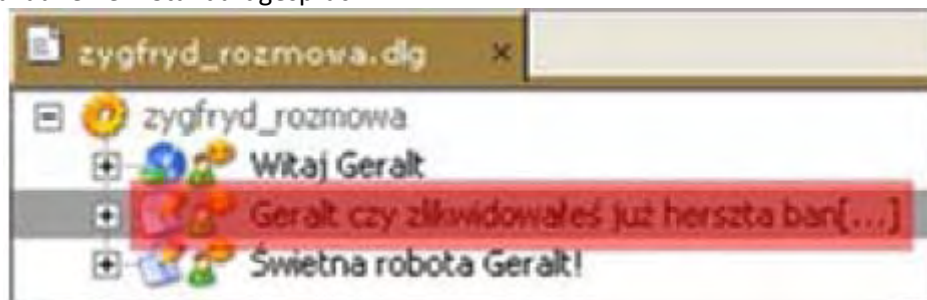 zygfryd_rozmowa.dlg
zygfryd_rozmowa
Witaj Geralt
Geralt czy zlikwidowałeś już herszta ban[...]
Świetna robota Geralt!